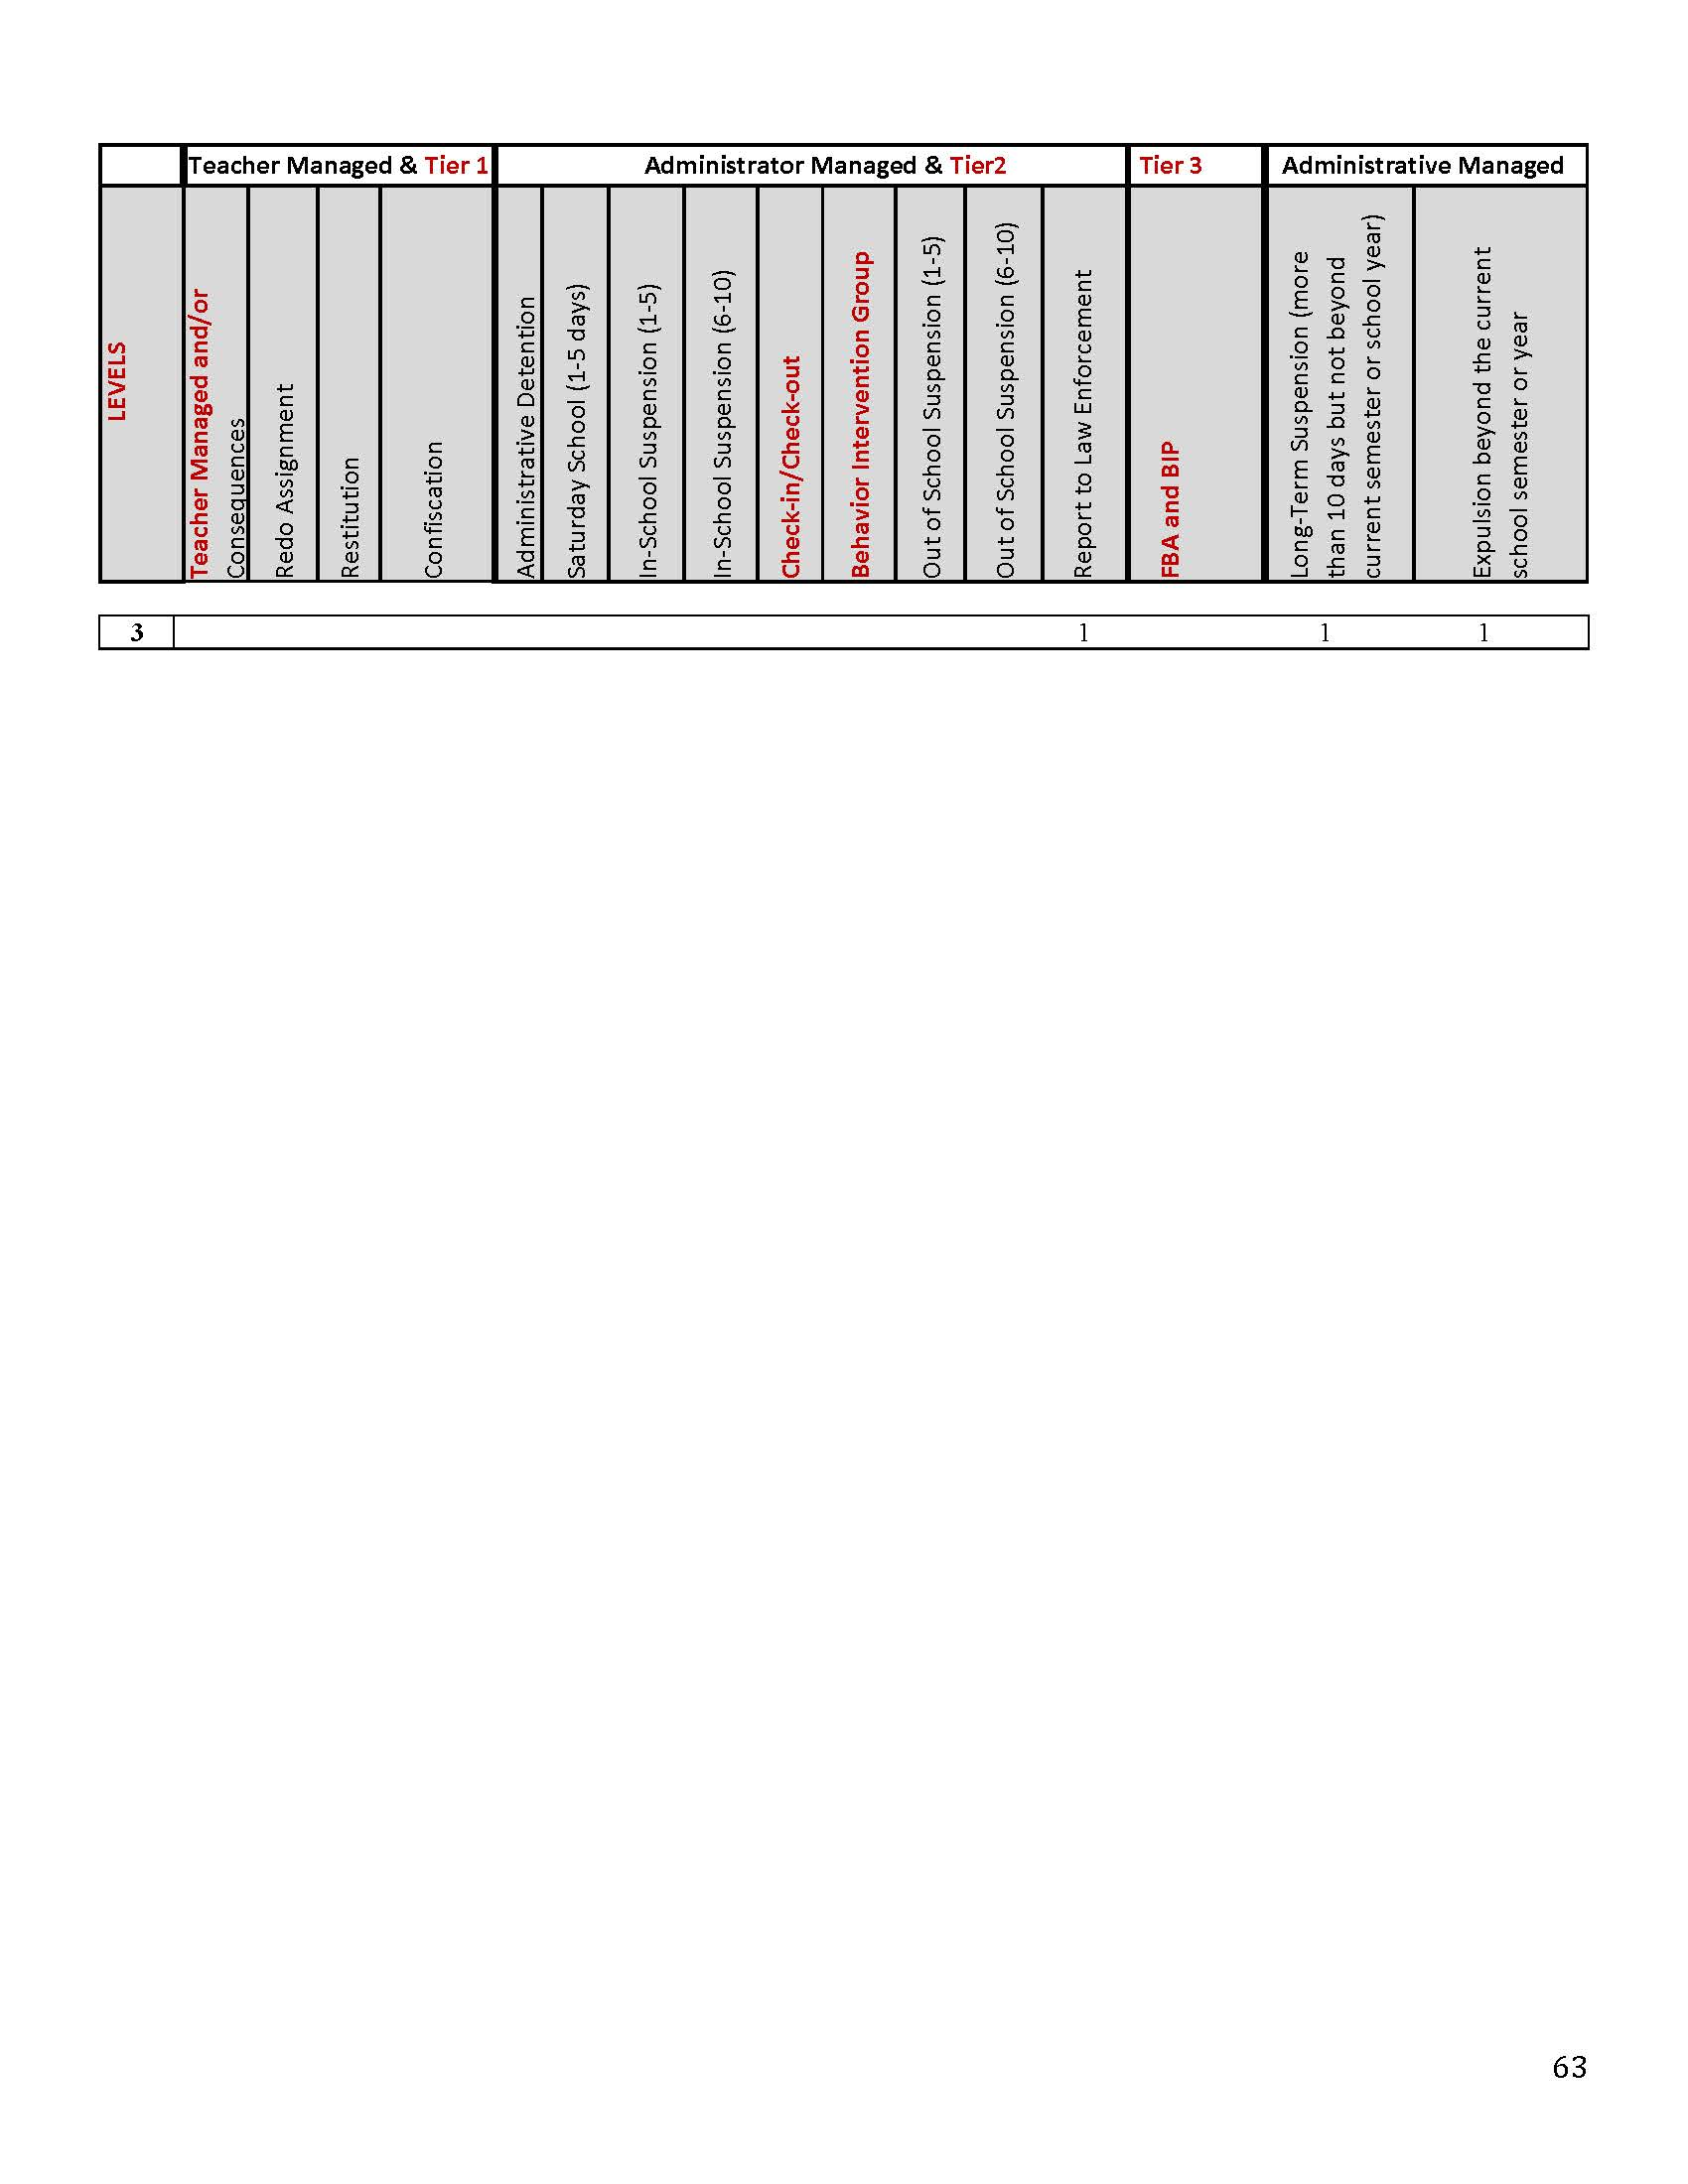 Teacher Managed & Tier 1
Administrator Managed & Tier2
Tier 3
Administrative Managed
LEVELS
Teacher Managed and/or
Consequences
Redo Assignment
Restitution
Confiscation
Administrative Detention
Saturday School (1-5 days)
In-School Suspension (1-5)
In-School Suspension (6-10)
Check-in/Check-out
Behavior Intervention Group
Out of School Suspension (1-5)
Out of School Suspension (6-10)
Report to Law Enforcement
FBA and BIP
Long-Term Suspension (more
than 10 days but not beyond
current semester or school year)
Expulsion beyond the current
school semester or year
3 1 1 1
63